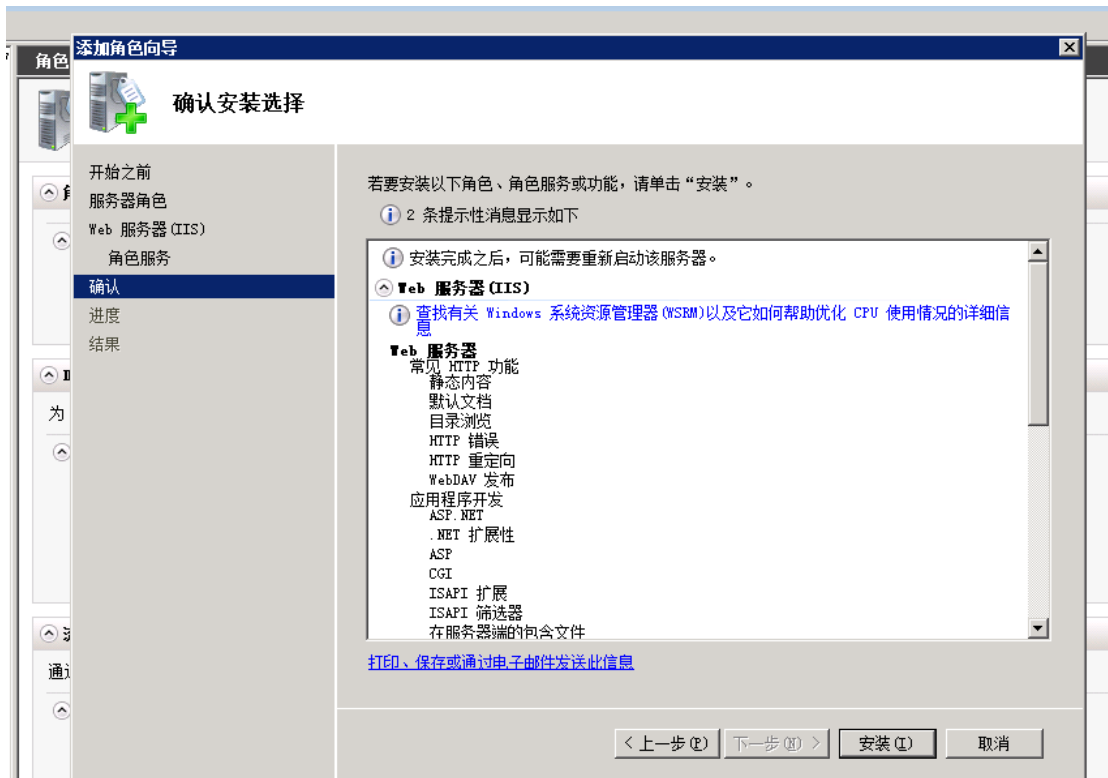 角色
添加角色向导
确认安装选择
开始之前
服务器角色
Web 服务器(IIS)
角色服务
确认
进度
结果
为
若要安装以下角色、角色服务或功能，请单击“安装”。
2 条提示性消息显示如下
安装完成之后，可能需要重新启动该服务器。
Web 服务器(IIS)
查找有关 Windows 系统资源管理器(WSRM)以及它如何帮助优化 CPU 使用情况的详细信
息
Web 服务器
常见 HTTP 功能
静态内容
默认文档
目录浏览
HTTP 错误
HTTP 重定向
WebDAV 发布
应用程序开发
ASP.NET
.NET 扩展性
ASP
CGI
ISAPI 扩展
ISAPI 筛选器
在服务器端的包含文件
打印、保存或通过电子邮件发送此信息
< 上一步(P)
下一步(N) >
安装(I)
取消